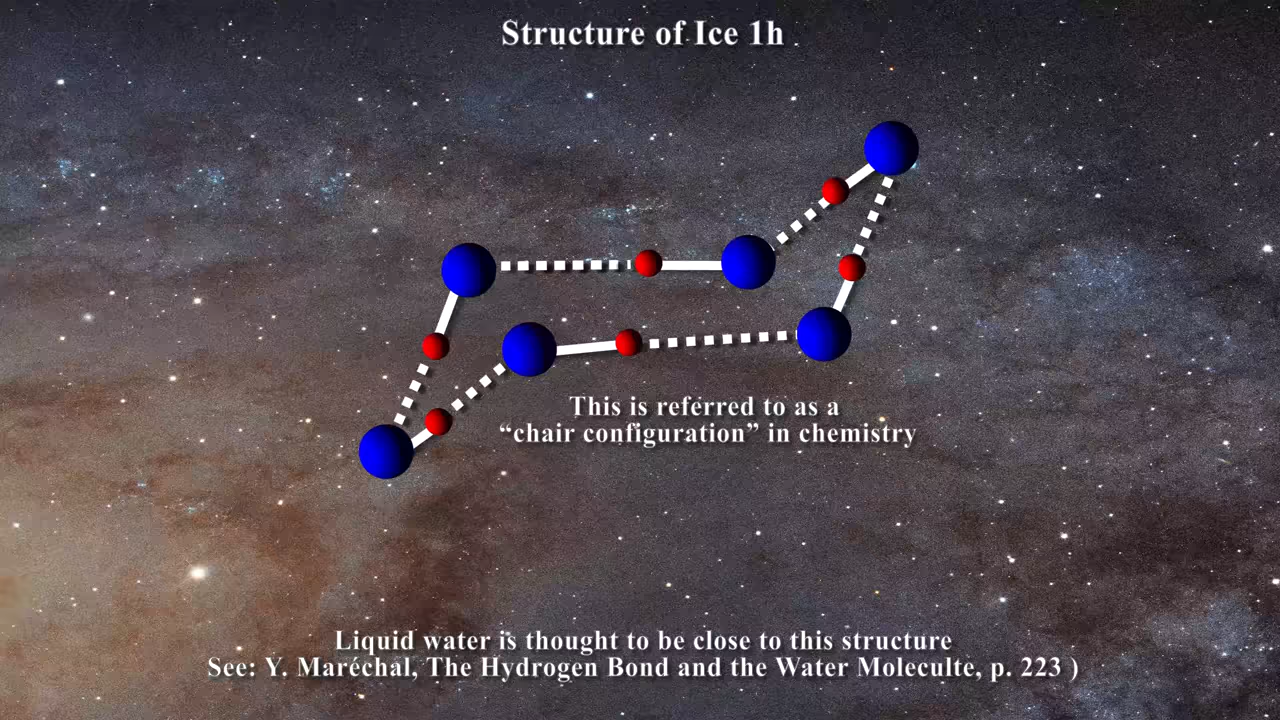 Structure of Ice 1h
This is referred to as a
“chair configuration” in chemistry
Liquid water is thought to be close to this structure
See: Y. Maréchal, The Hydrogen Bond and the Water Moleculte, p. 223 )